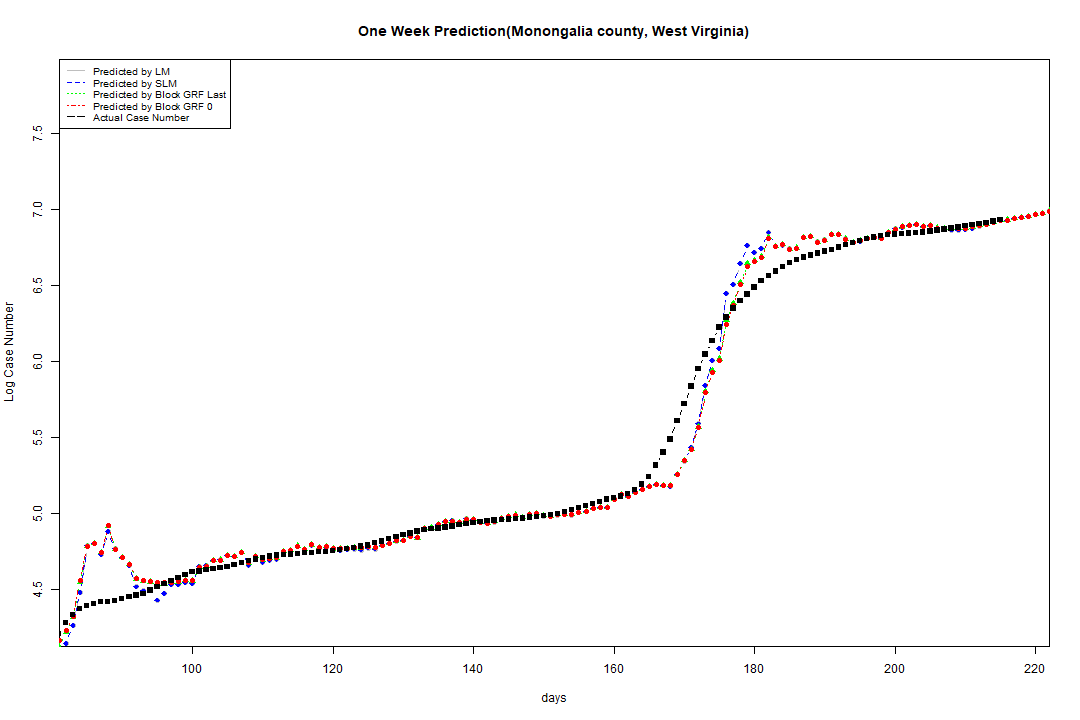 One Week Prediction(Monongalia county, West Virginia)
Predicted by LM
Predicted by SLM
Predicted by Block GRF Last
Predicted by Block GRF 0
Actual Case Number
7.5
7.0
6.5
6.0
5.5
5.0
4.5
Log Case Number
100 120 140 160 180 200 220
days